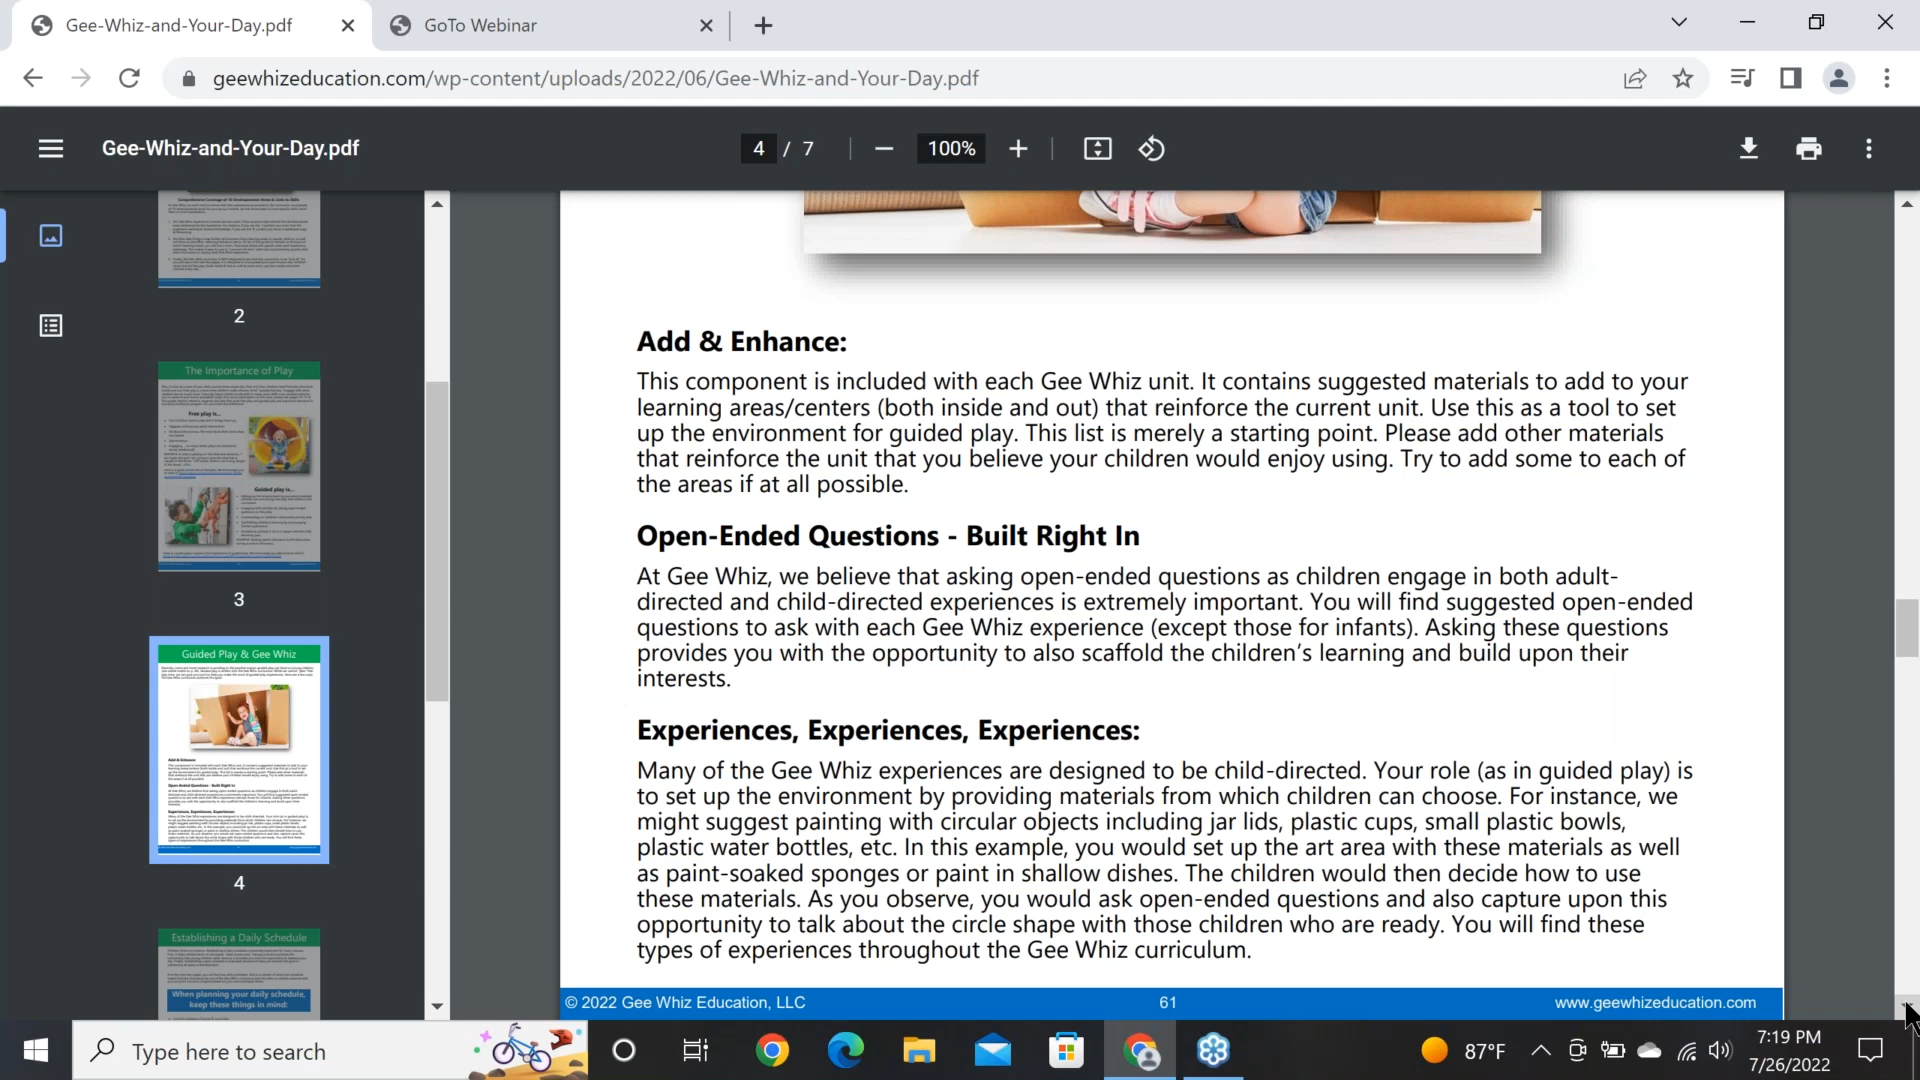 Gee-Whiz-and-Your-Day.pdf
GoTo Webinar
geewhizeducation.com/wp-content/uploads/2022/06/Gee-Whiz-and-Your-Day.pdf
Gee-Whiz-and-Your-Day.pdf
4 / 7
100%
2
The Importance of Play
Free play is...
Guided play is...
3
Guided Play & Gee Whiz
4
Establishing a Daily Schedule
When planning your daily schedule,
keep these things in mind:
Add & Enhance:
This component is included with each Gee Whiz unit. It contains suggested materials to add to your
learning areas/centers (both inside and out) that reinforce the current unit. Use this as a tool to set
up the environment for guided play. This list is merely a starting point. Please add other materials
that reinforce the unit that you believe your children would enjoy using. Try to add some to each of
the areas if at all possible.
Open-Ended Questions - Built Right In
At Gee Whiz, we believe that asking open-ended questions as children engage in both adult-
directed and child-directed experiences is extremely important. You will find suggested open-ended
questions to ask with each Gee Whiz experience (except those for infants). Asking these questions
provides you with the opportunity to also scaffold the children's learning and build upon their
interests.
Experiences, Experiences, Experiences:
Many of the Gee Whiz experiences are designed to be child-directed. Your role (as in guided play) is
to set up the environment by providing materials from which children can choose. For instance, we
might suggest painting with circular objects including jar lids, plastic cups, small plastic bowls,
plastic water bottles, etc. In this example, you would set up the art area with these materials as well
as paint-soaked sponges or paint in shallow dishes. The children would then decide how to use
these materials. As you observe, you would ask open-ended questions and also capture upon this
opportunity to talk about the circle shape with those children who are ready. You will find these
types of experiences throughout the Gee Whiz curriculum.
© 2022 Gee Whiz Education, LLC
61
www.geewhizeducation.com
Type here to search
87°F
7:19 PM
7/26/2022